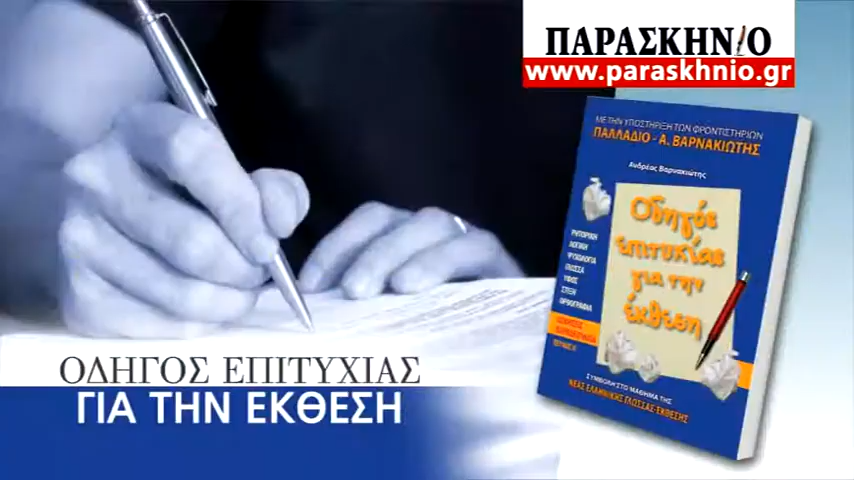 ΠΑΡΑΣΚΗΝΙΟ
www.paraskhnio.gr
ΜΕ ΤΗΝ ΥΠΟΣΤΗΡΙΞΗ ΤΩΝ ΦΡΟΝΤΙΣΤΗΡΙΩΝ
ΠΑΛΛΑΔΙΟ - Α. ΒΑΡΝΑΚΙΩΤΗΣ
Ανδρέας Βαρνακιώτης
Οδηγός
επιτυχίας
για την
έκθεση
ΡΗΤΟΡΙΚΗ
ΛΟΓΙΚΗ
ΨΥΧΟΛΟΓΙΑ
ΓΛΩΣΣΑ
ΥΦΟΣ
ΣΤΙΞΗ
ΟΡΘΟΓΡΑΦΙΑ
ΣΥΜΒΟΛΗ ΣΤΟ ΜΑΘΗΜΑ ΤΗΣ
ΝΕΑΣ ΕΛΛΗΝΙΚΗΣ ΓΛΩΣΣΑΣ-ΕΚΘΕΣΗΣ
ΟΔΗΓΟΣ ΕΠΙΤΥΧΙΑΣ
ΓΙΑ ΤΗΝ ΕΚΘΕΣΗ